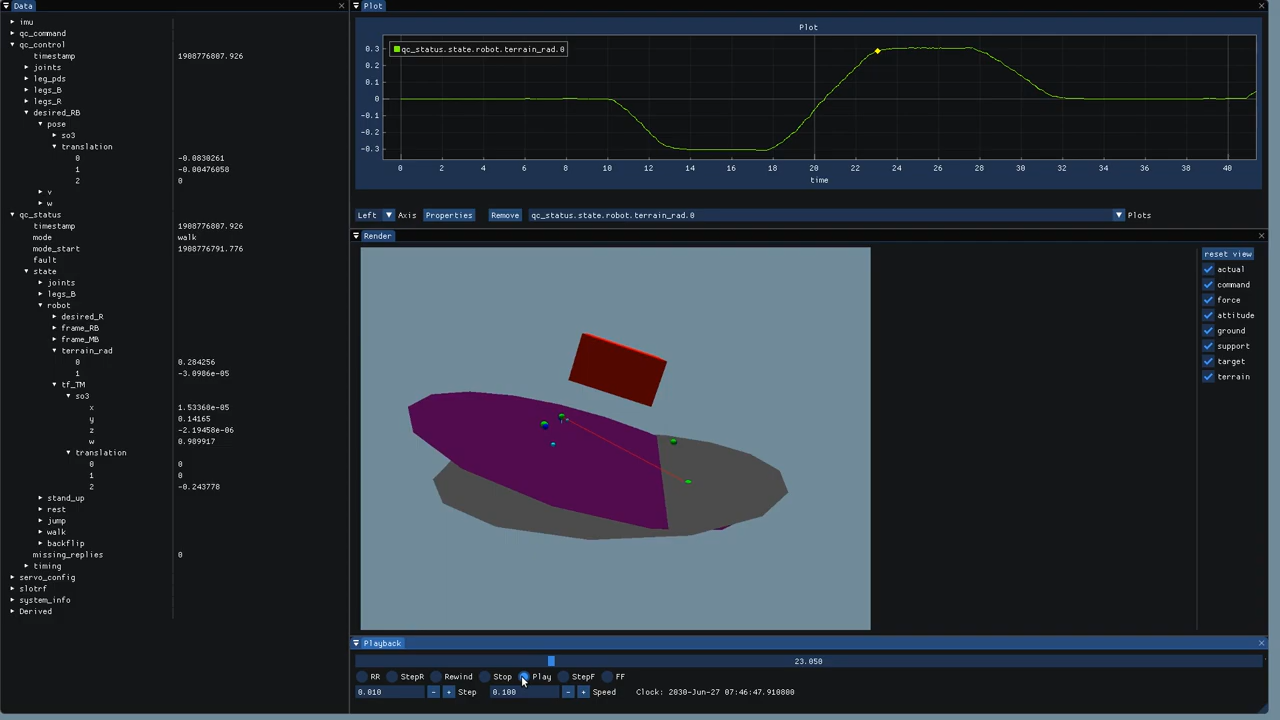 Data
imu
qc_command
qc_control
timestamp 1908776807.926
joints
leg_pds
legs_B
legs_R
desired_RB
pose
so3
translation
0 -0.0830261
1 -0.00476058
2 0
v
w
qc_status
timestamp 1908776807.926
mode walk
mode_start 1908776791.776
fault
state
joints
legs_B
robot
desired_R
frame_RB
frame_MB
terrain_rad
0 0.284256
1 -3.0986e-05
tf_TM
so3
x 1.53368e-05
y 0.14165
z -2.19458e-06
w 0.989917
translation
0 0
1 0
2 -0.243778
stand_up
rest
jump
walk
backflip
missing_replies 0
timing
servo_config
slotrf
system_info
Derived
Plot
Plot
qc_status.state.robot.terrain_rad.0
0.3
0.2
0.1
0
-0.1
-0.2
-0.3
0 2 4 6 8 10 12 14 16 18 20 22 24 26 28 30 32 34 36 38 40
time
Left Axis Properties Remove qc_status.state.robot.terrain_rad.0 Plots
Render
reset view
actual
command
force
attitude
ground
support
target
terrain
Playback
23.050
RR StepR Rewind Stop Play StepF FF
0.010 - + Step 0.100 - + Speed Clock: 2030-Jun-27 07:46:47.910000